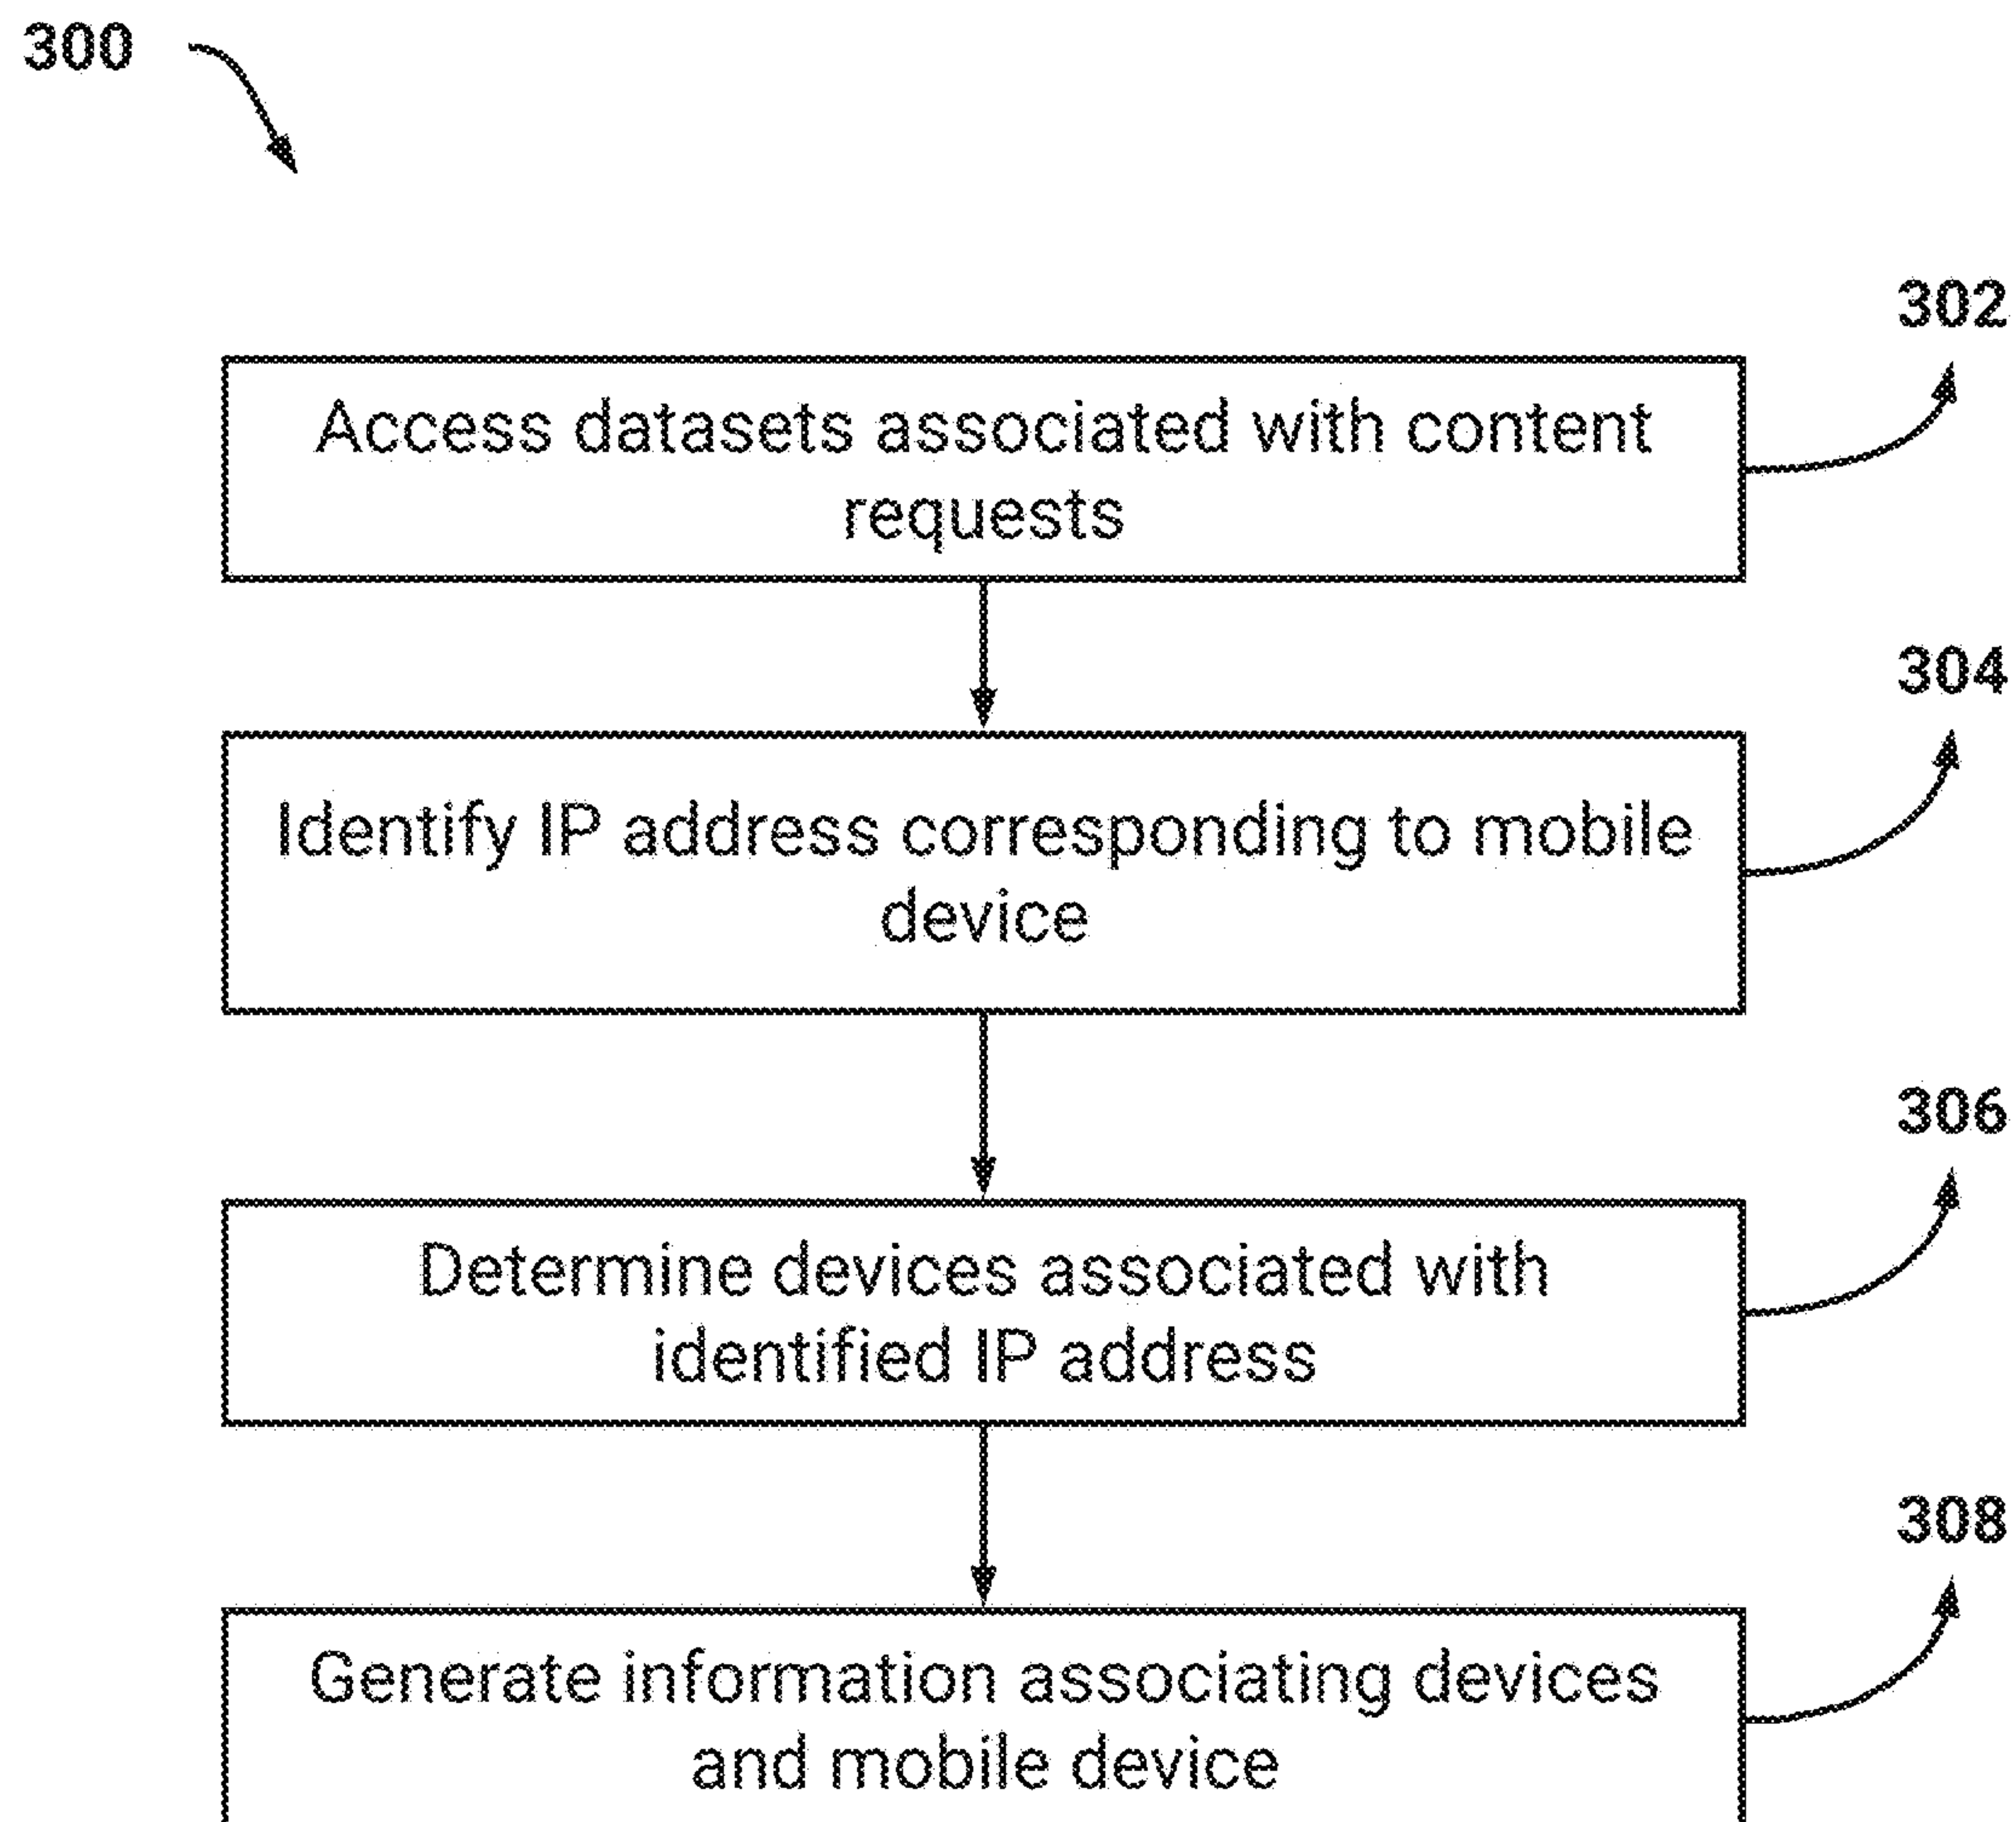 300
302
Access datasets associated with content
requests
304
Identify IP address corresponding to mobile
device
306
Determine devices associated with
identified IP address
308
Generate information associating devices
and mobile device